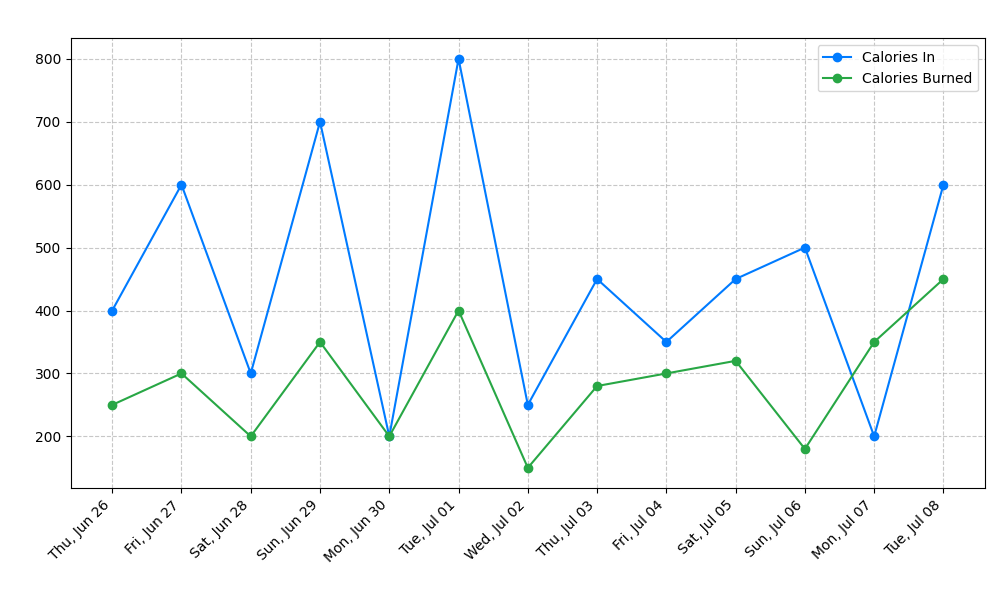 Calories In
Calories Burned
800
700
600
500
400
300
200
Thu, Jun 26
Fri, Jun 27
Sat, Jun 28
Sun, Jun 29
Mon, Jun 30
Tue, Jul 01
Wed, Jul 02
Thu, Jul 03
Fri, Jul 04
Sat, Jul 05
Sun, Jul 06
Mon, Jul 07
Tue, Jul 08